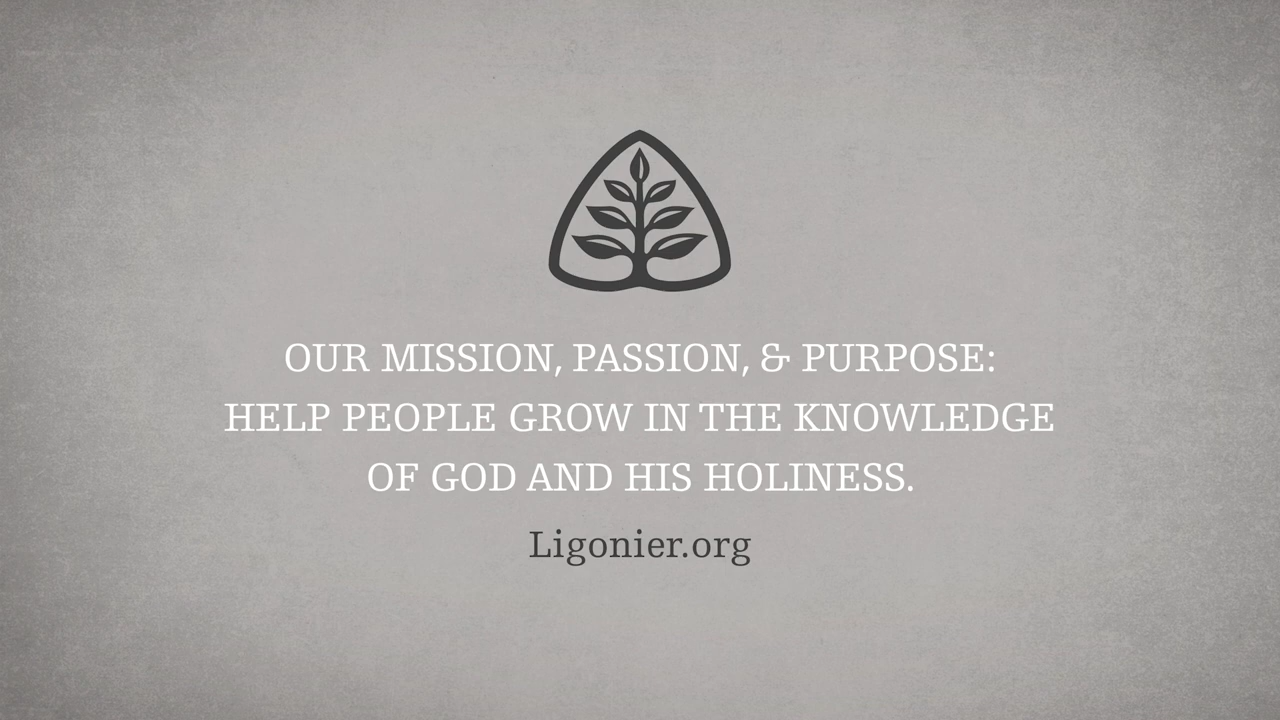 OUR MISSION, PASSION, & PURPOSE:
HELP PEOPLE GROW IN THE KNOWLEDGE
OF GOD AND HIS HOLINESS.
Ligonier.org